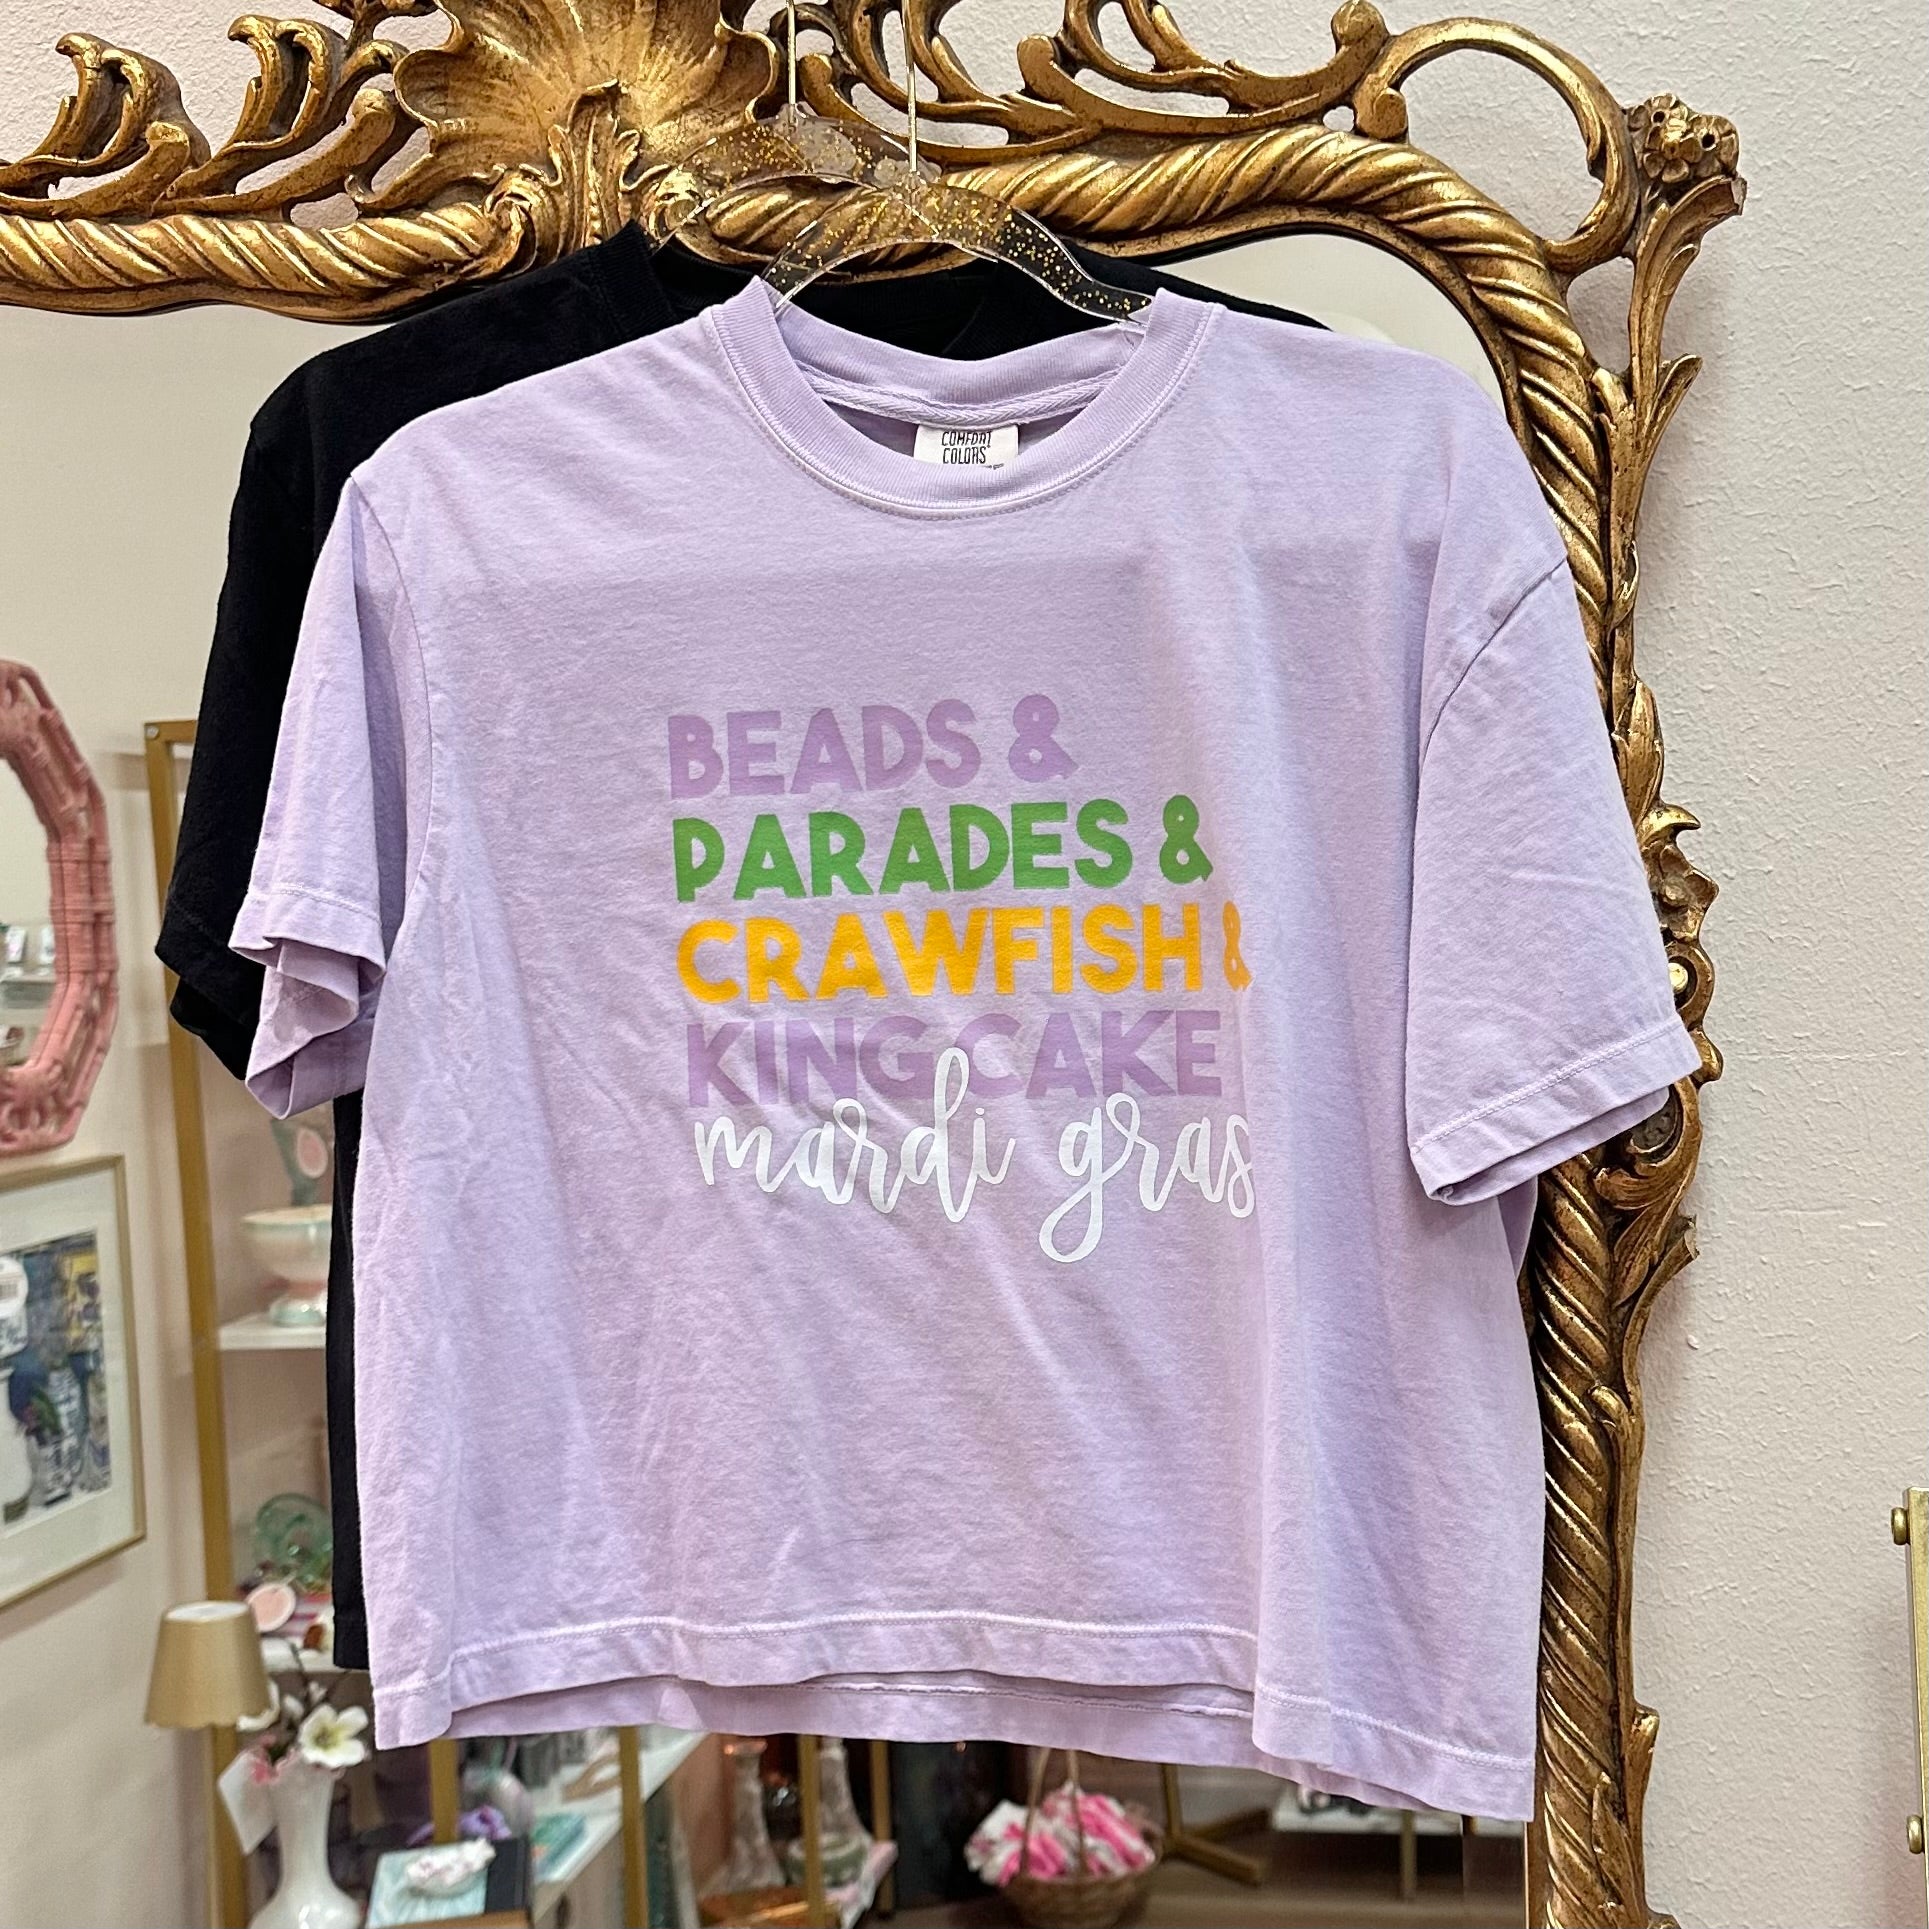 COMFORT
COLORS
BEADS &
PARADES &
CRAWFISH &
KING CAKE
mardi gras